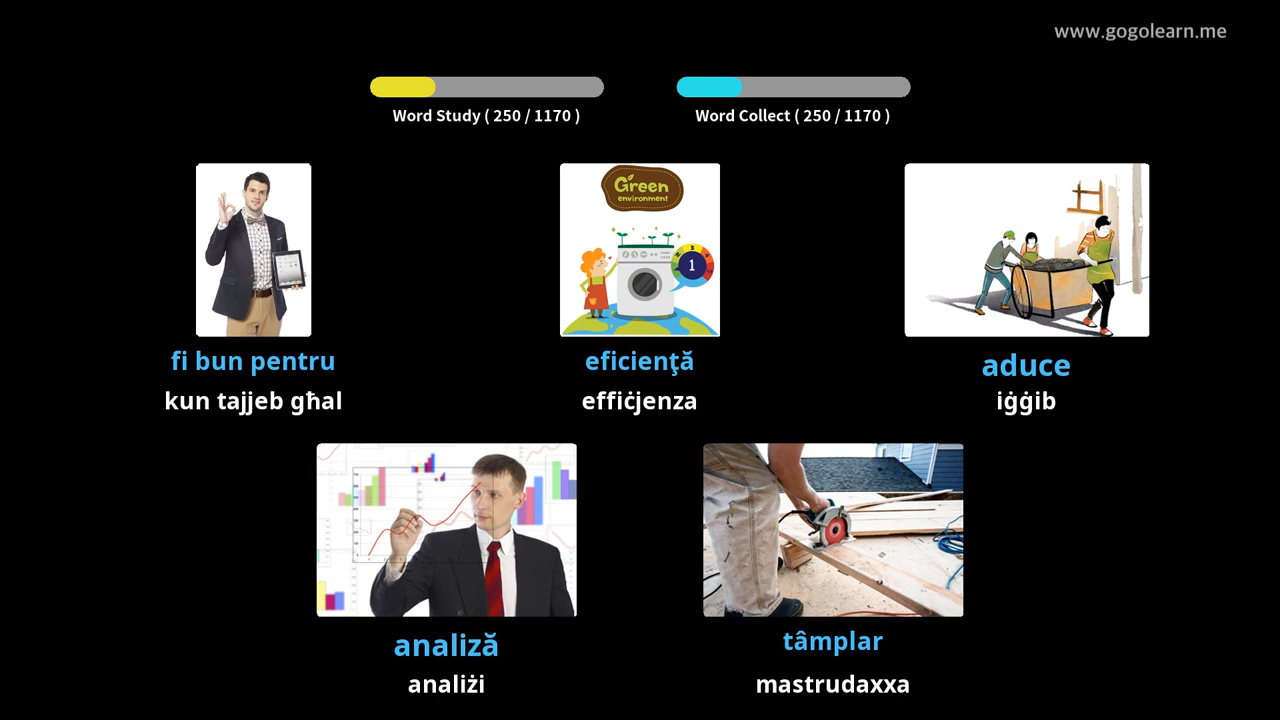 www.gogolearn.me
Word Study ( 250 / 1170 )
Word Collect ( 250 / 1170 )
Green
environment
1
fi bun pentru
eficienţă
aduce
kun tajjeb għal
effiċjenza
iġġib
analiză
tâmplar
analiżi
mastrudaxxa